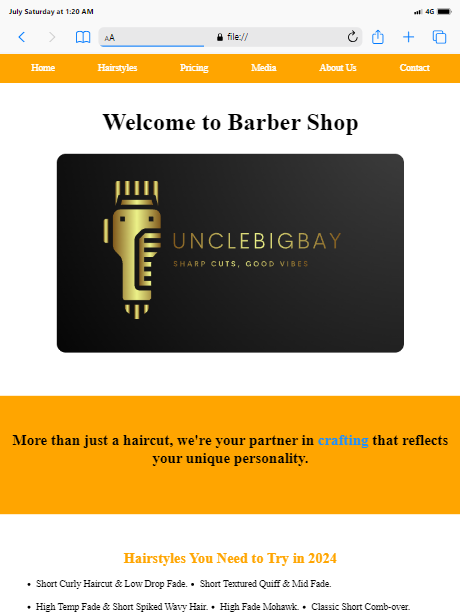 July Saturday at 1:20 AM
4G
AA
file://
Home Hairstyles Pricing Media About Us Contact
Welcome to Barber Shop
UNCLEBIGBAY
SHARP CUTS, GOOD VIBES
More than just a haircut, we're your partner in crafting that reflects
your unique personality.
Hairstyles You Need to Try in 2024
• Short Curly Haircut & Low Drop Fade. • Short Textured Quiff & Mid Fade.
• High Temp Fade & Short Spiked Wavy Hair. • High Fade Mohawk. • Classic Short Comb-over.